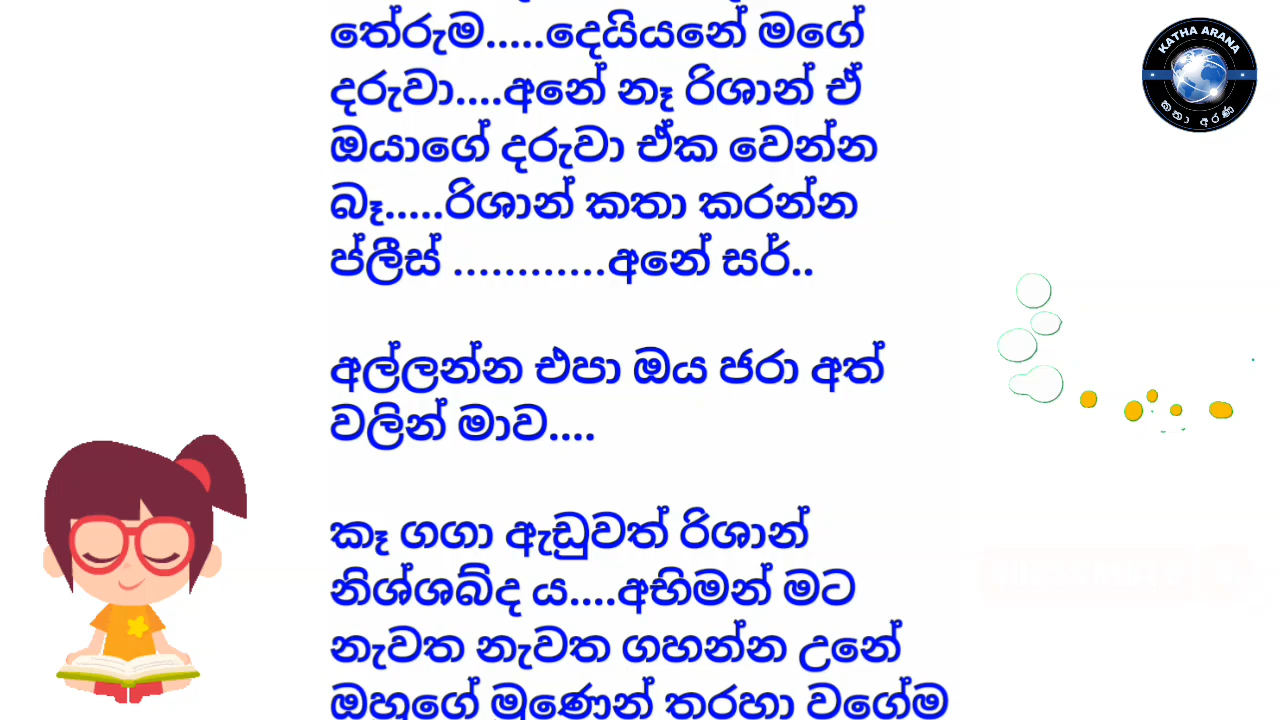 තේරුම.....දෙයියනේ මගේ
දරුවා....අනේ නෑ රිශාන් ඒ
ඔයාගේ දරුවා ඒක වෙන්න
බෑ.....රිශාන් කතා කරන්න
ප්ලීස් ............අනේ සර්..
අල්ලන්න එපා ඔය ජරා අත්
වලින් මාව....
කෑ ගගා ඇඩුවත් රිශාන්
නිශ්ශබ්ද ය....අභිමන් මට
නැවත නැවත ගහන්න උනේ
ඔහුගේ මූණෙන් තරහා වගේම
KATHA ARANA
කතා අරණ